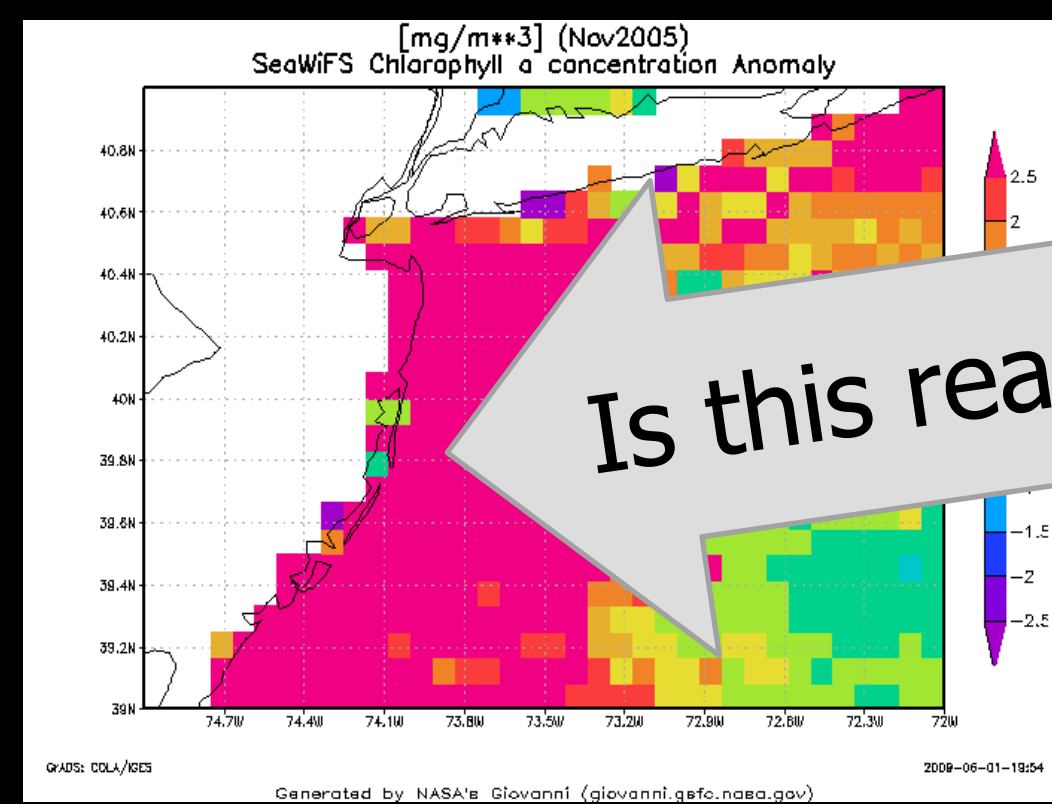 [mg/m**3] (Nov2005)
SeaWiFS Chlorophyll a concentration Anomaly
40.8N
40.6N
40.4N
40.2N
40N
39.8N
39.6N
39.4N
39.2N
39N
74.7W
74.4W
74.1W
73.8W
73.5W
73.2W
72.9W
72.6W
72.3W
72W
2.5
2
-1.5
-2
-2.5
Is this rea
GrADS: COLA/IGES
2009-06-01-19:54
Generated by NASA's Giovanni (giovanni.gsfc.nasa.gov)